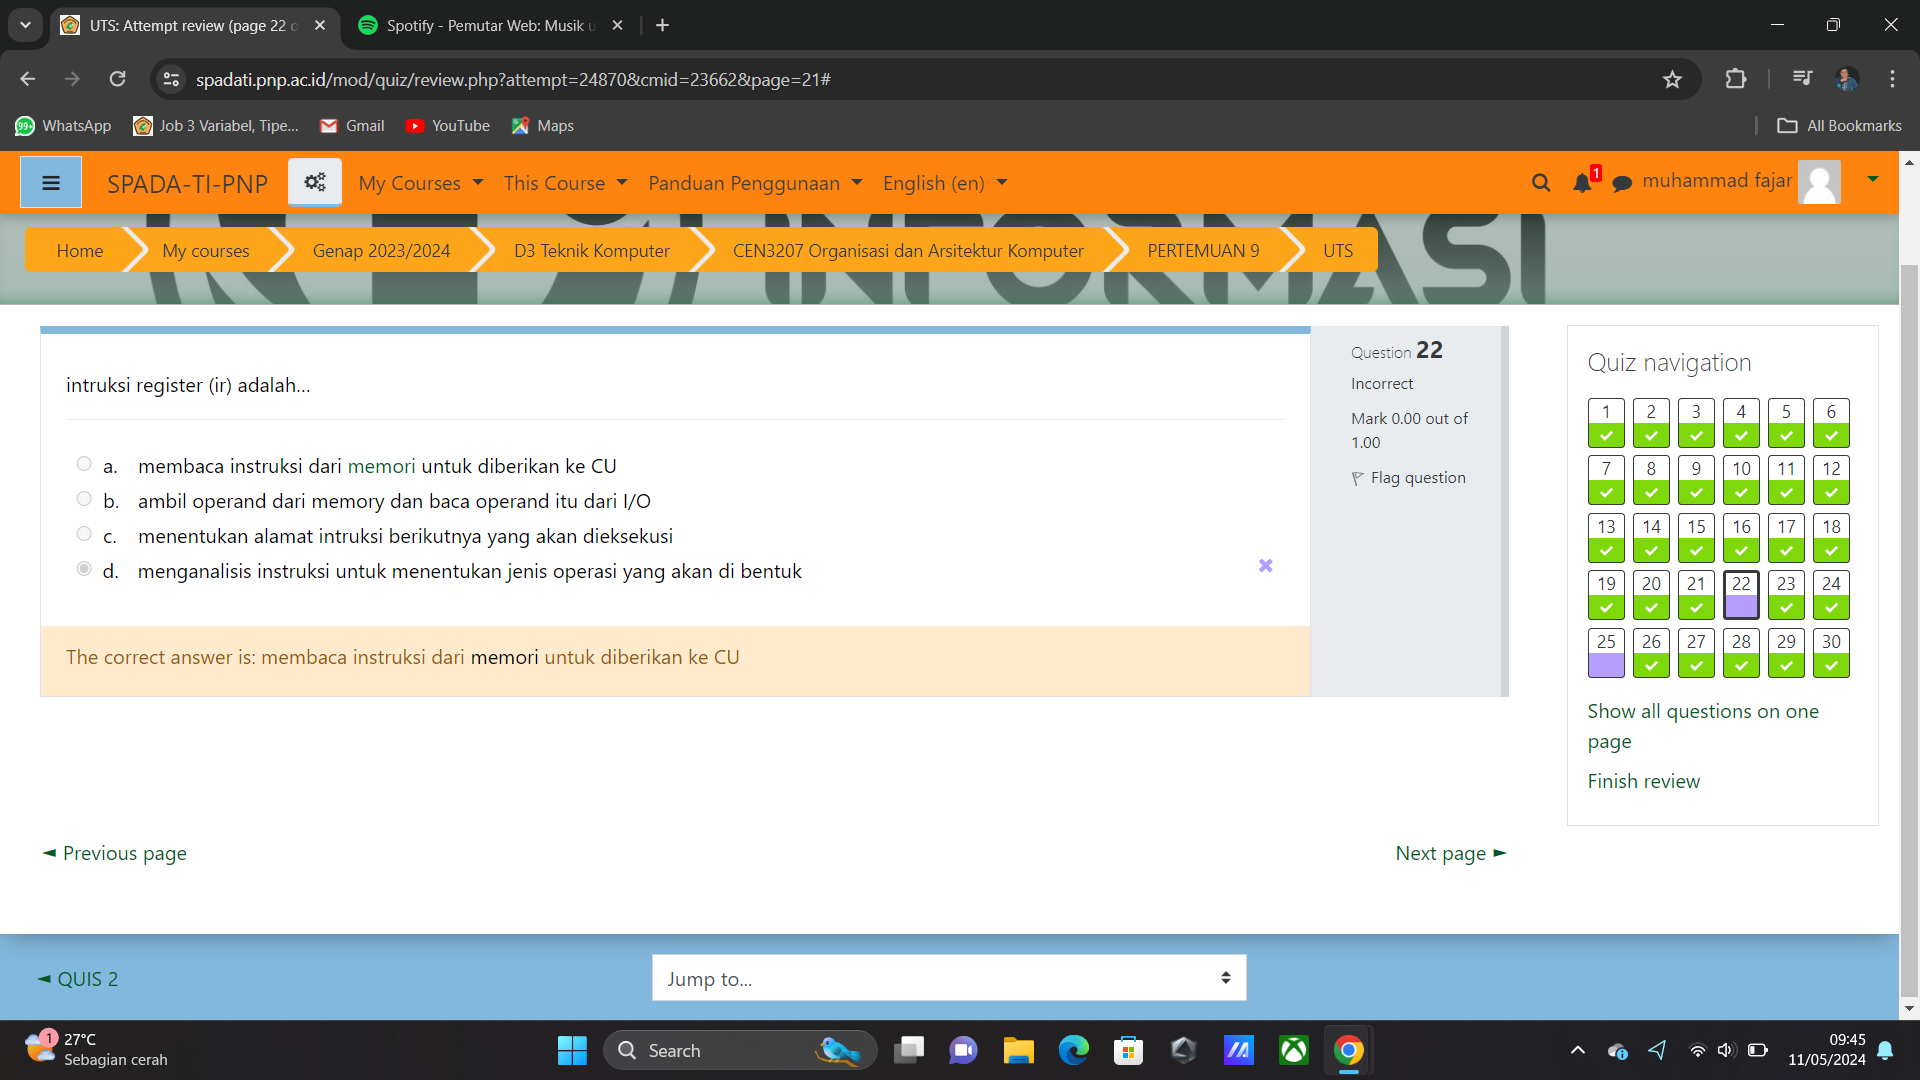 UTS: Attempt review (page 22 o
Spotify - Pemutar Web: Musik u
spadati.pnp.ac.id/mod/quiz/review.php?attempt=24870&cmid=23662&page=21#
99+ WhatsApp Job 3 Variabel, Tipe... Gmail YouTube Maps All Bookmarks
SPADA-TI-PNP My Courses This Course Panduan Penggunaan English (en) 1 muhammad fajar
INFORMASI
Home My courses Genap 2023/2024 D3 Teknik Komputer CEN3207 Organisasi dan Arsitektur Komputer PERTEMUAN 9 UTS
intruksi register (ir) adalah...
a. membaca instruksi dari memori untuk diberikan ke CU
b. ambil operand dari memory dan baca operand itu dari I/O
c. menentukan alamat intruksi berikutnya yang akan dieksekusi
d. menganalisis instruksi untuk menentukan jenis operasi yang akan di bentuk
The correct answer is: membaca instruksi dari memori untuk diberikan ke CU
Question 22
Incorrect
Mark 0.00 out of
1.00
Flag question
Quiz navigation
1 2 3 4 5 6
7 8 9 10 11 12
13 14 15 16 17 18
19 20 21 22 23 24
25 26 27 28 29 30
Show all questions on one
page
Finish review
◄ Previous page
Next page ►
◄ QUIS 2
Jump to...
1
27°C
Sebagian cerah
Search
09:45
11/05/2024